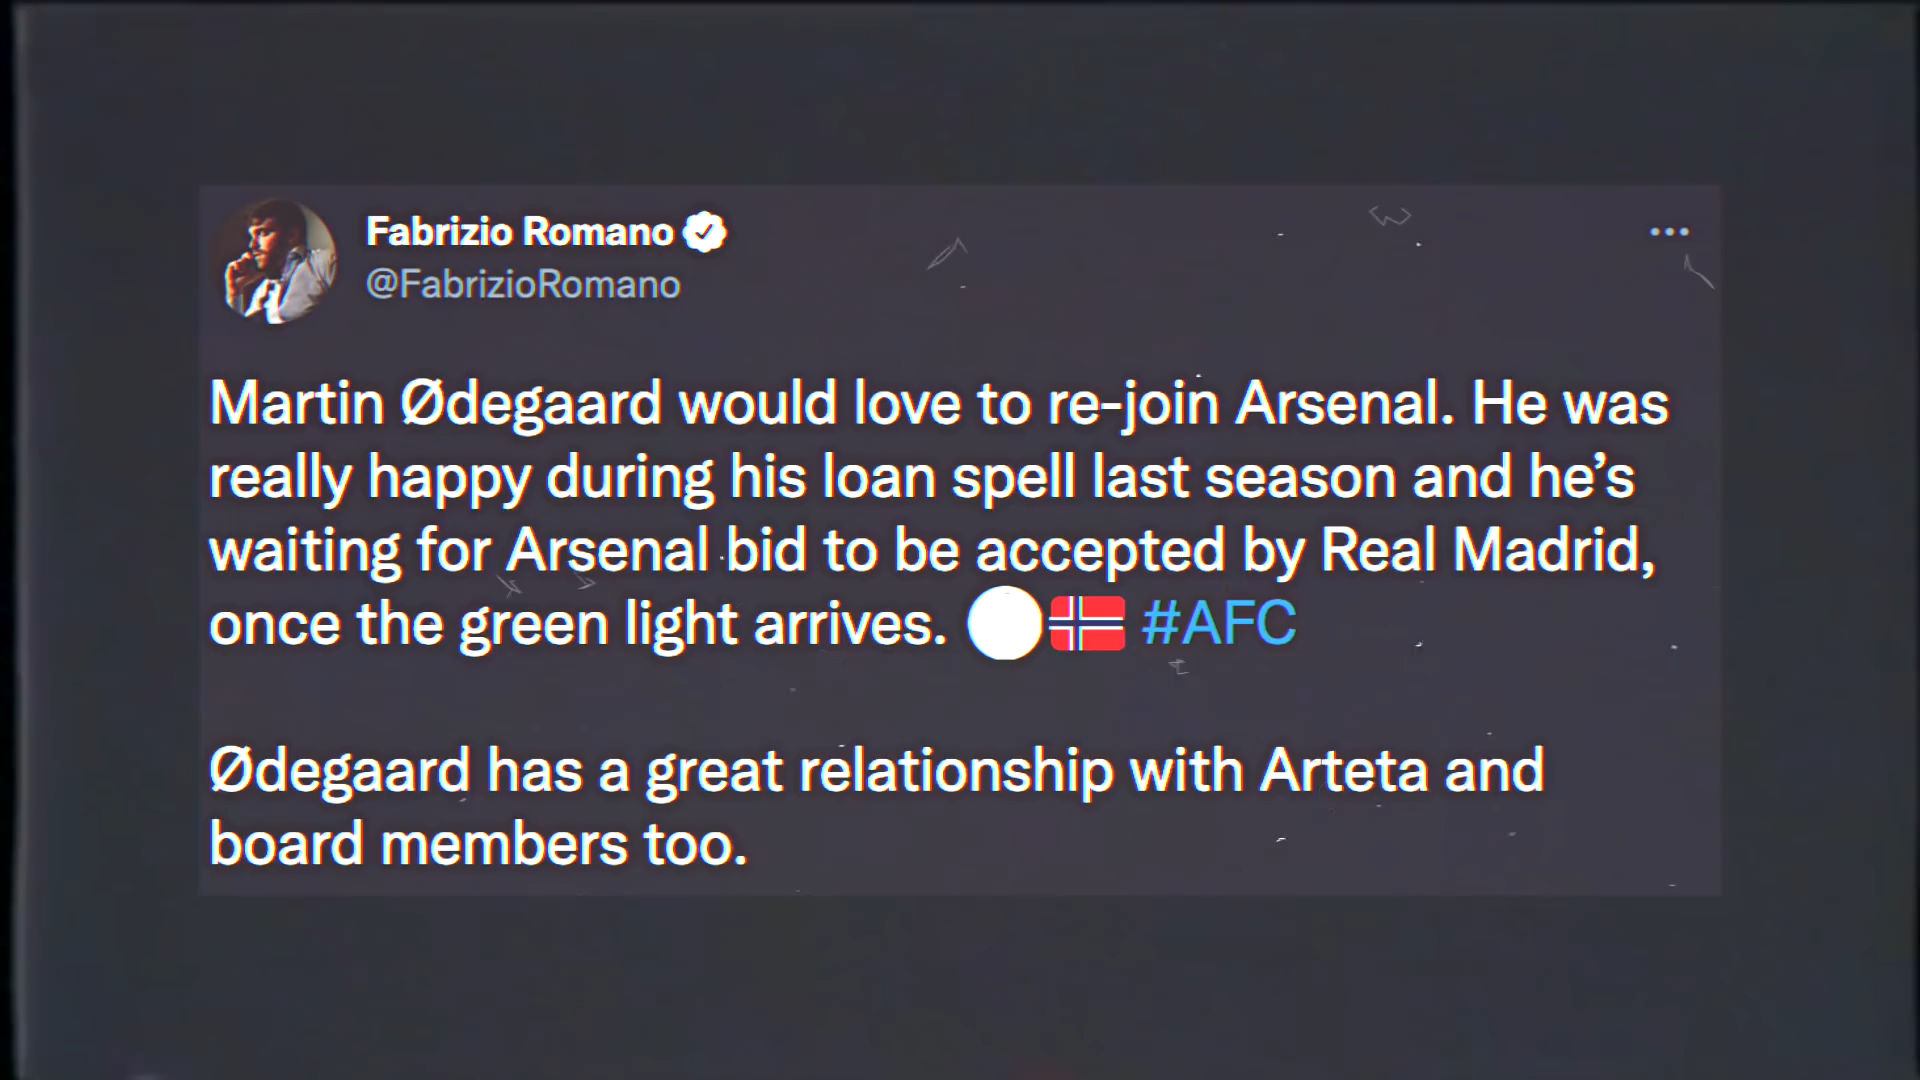 Fabrizio Romano
@FabrizioRomano
Martin Ødegaard would love to re-join Arsenal. He was
really happy during his loan spell last season and he’s
waiting for Arsenal bid to be accepted by Real Madrid,
once the green light arrives. ⚪🇳🇴 #AFC
Ødegaard has a great relationship with Arteta and
board members too.